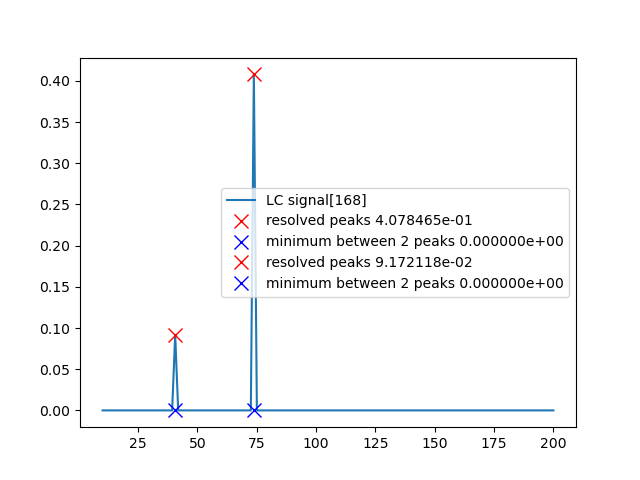 0.40
0.35
0.30
0.25
0.20
0.15
0.10
0.05
0.00
LC signal[168]
resolved peaks 4.078465e-01
minimum between 2 peaks 0.000000e+00
resolved peaks 9.172118e-02
minimum between 2 peaks 0.000000e+00
25 50 75 100 125 150 175 200